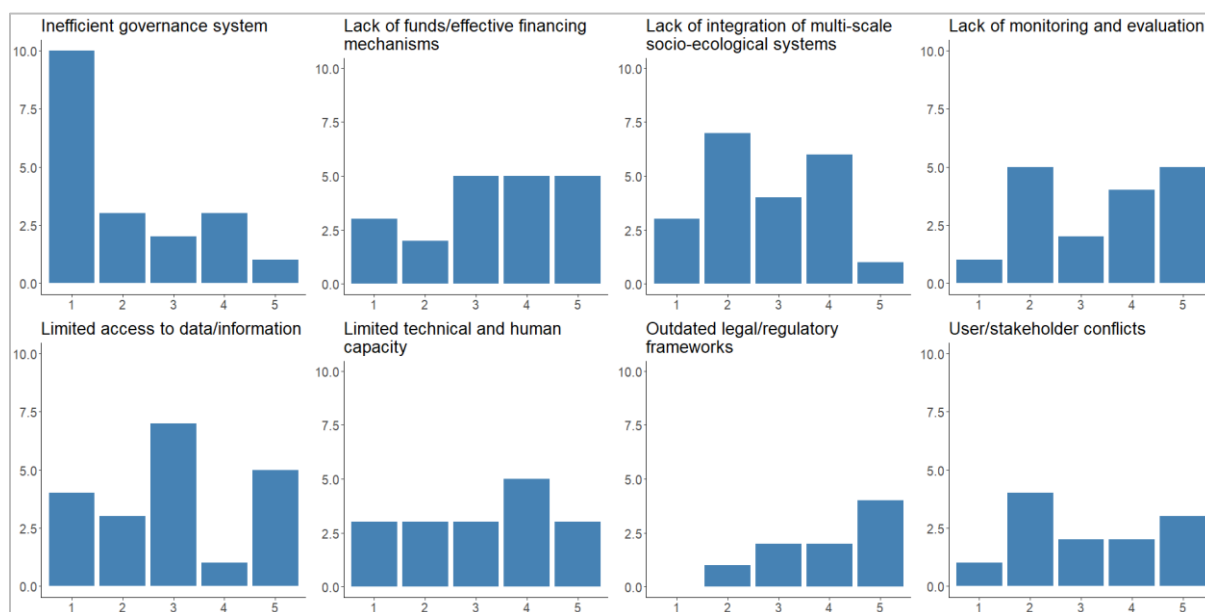 Inefficient governance system
10.0
7.5
5.0
2.5
0.0
1 2 3 4 5
Lack of funds/effective financing
mechanisms
10.0
7.5
5.0
2.5
0.0
1 2 3 4 5
Lack of integration of multi-scale
socio-ecological systems
10.0
7.5
5.0
2.5
0.0
1 2 3 4 5
Lack of monitoring and evaluation
10.0
7.5
5.0
2.5
0.0
1 2 3 4 5
Limited access to data/information
10.0
7.5
5.0
2.5
0.0
1 2 3 4 5
Limited technical and human
capacity
10.0
7.5
5.0
2.5
0.0
1 2 3 4 5
Outdated legal/regulatory
frameworks
10.0
7.5
5.0
2.5
0.0
1 2 3 4 5
User/stakeholder conflicts
10.0
7.5
5.0
2.5
0.0
1 2 3 4 5